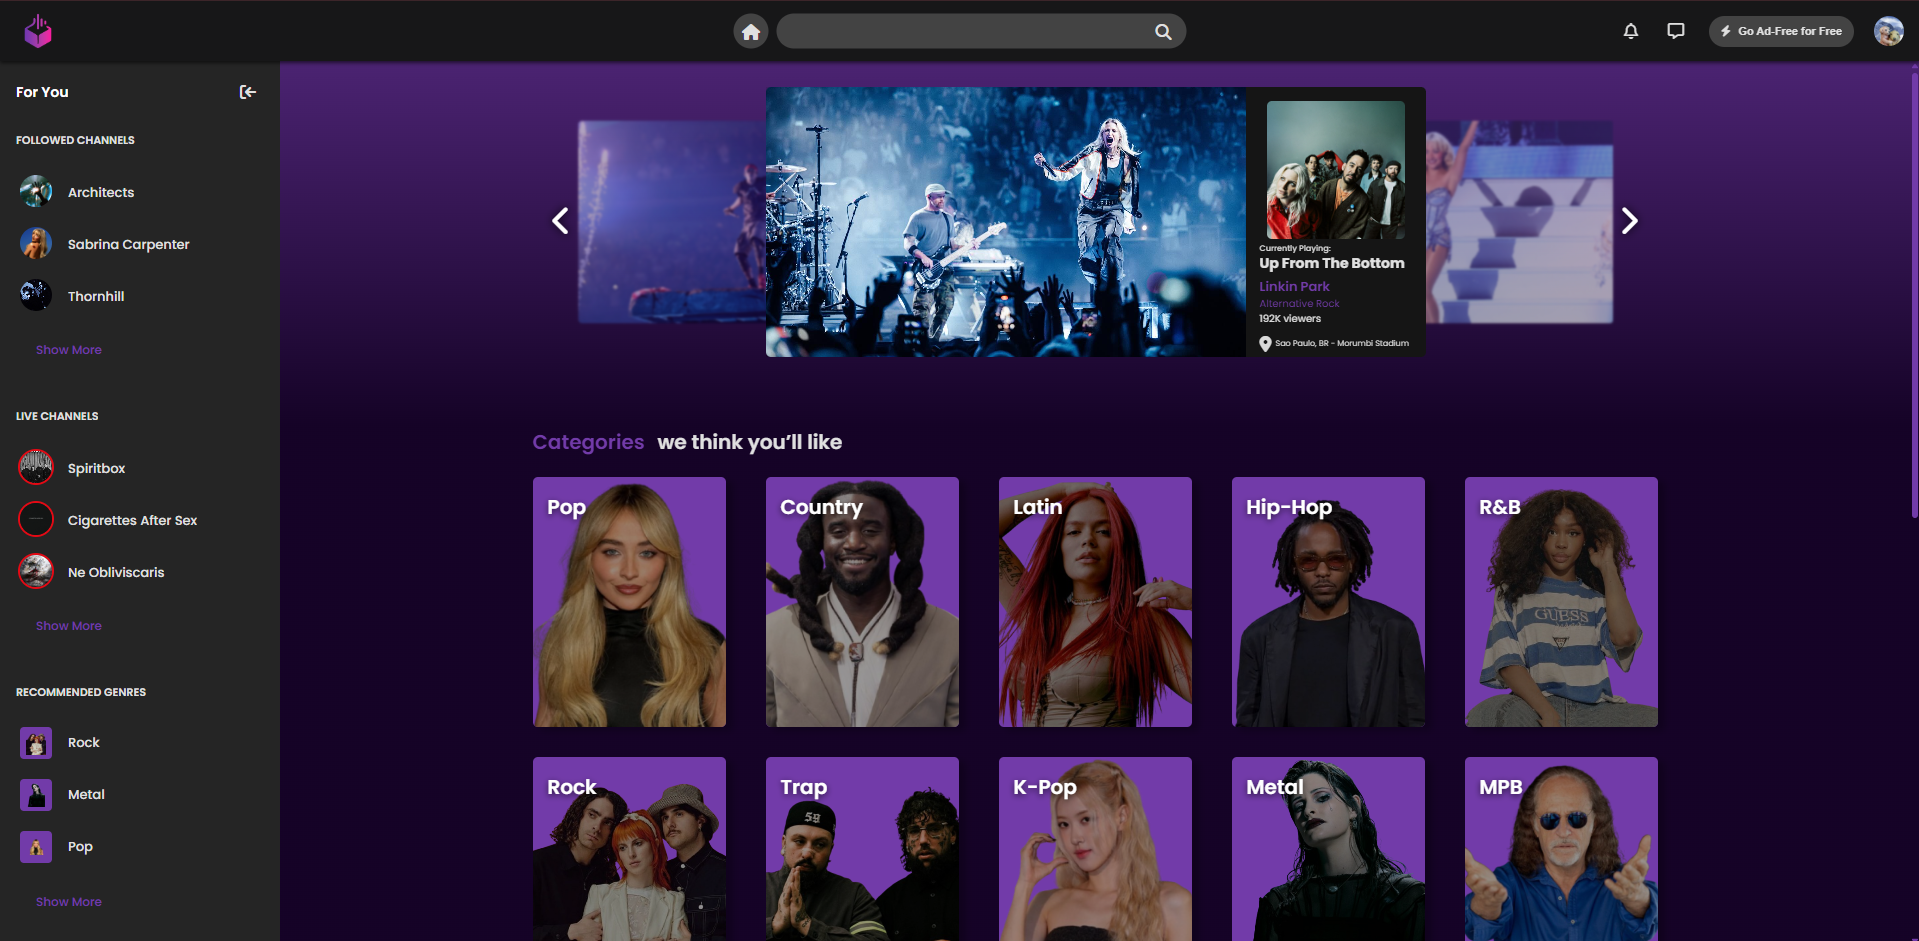 Go Ad-Free for Free
For You
FOLLOWED CHANNELS
Architects
Sabrina Carpenter
Thornhill
Show More
LIVE CHANNELS
Spiritbox
Cigarettes After Sex
Ne Obliviscaris
Show More
RECOMMENDED GENRES
Rock
Metal
Pop
Show More
Currently Playing:
Up From The Bottom
Linkin Park
Alternative Rock
192K viewers
Sao Paulo, BR - Morumbi Stadium
Categories we think you’ll like
Pop
Country
Latin
Hip-Hop
R&B
GUESS
Rock
Trap
K-Pop
Metal
MPB